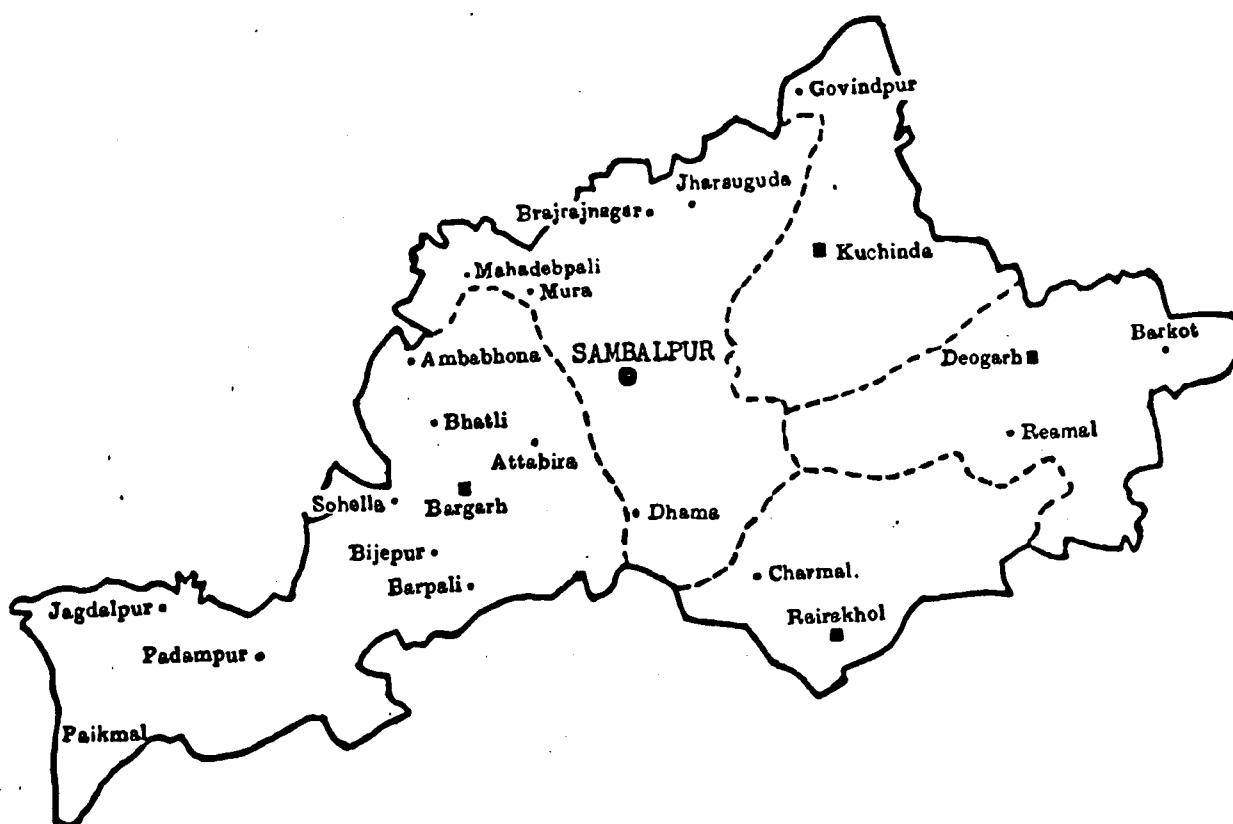 Govindpur
Jharsuguda
Brajrajnagar
Kuchinda
Mahadebpali
Mura
Barkot
SAMBALPUR
Deogarh
Ambabhona
Bhatli
Reamal
Attabira
Sohella
Bargarh
Dhama
Bijepur
Charmal.
Barpali
Jagdalpur
Rairakhol
Padampur
Paikmal